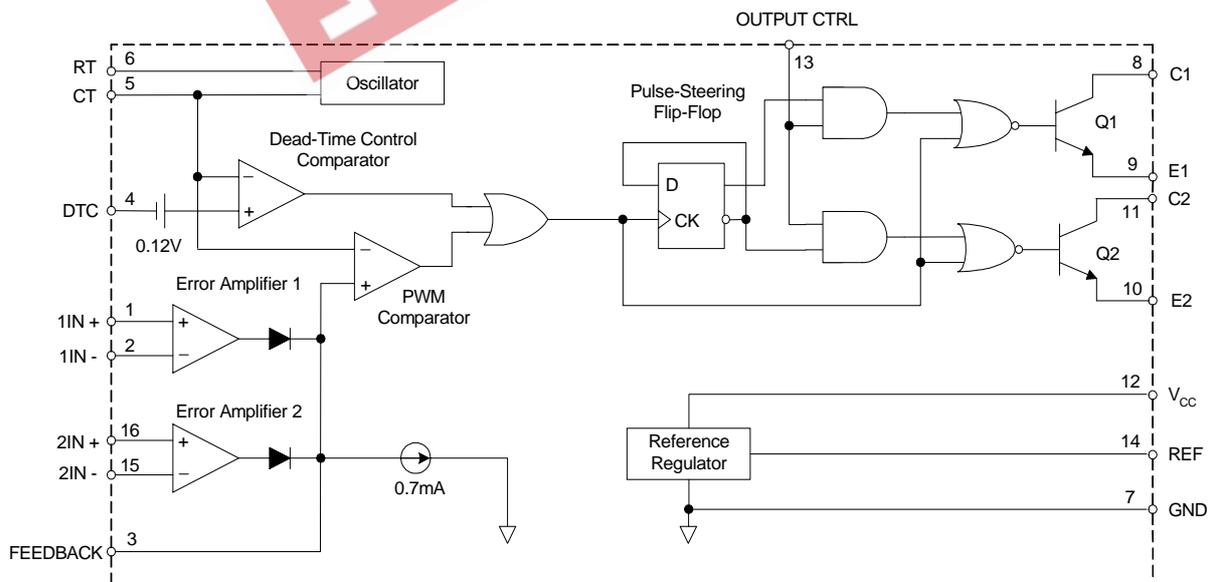 OUTPUT CTRL
RT
6
Oscillator
13
8
C1
CT
5
Pulse-Steering
Flip-Flop
Q1
Dead-Time Control
Comparator
−
D
9
E1
DTC
4
+
CK
C2
11
0.12V
−
Q2
Error Amplifier 1
+
PWM
Comparator
10
E2
1IN +
1
+
1IN -
2
−
12
VCC
Error Amplifier 2
2IN +
16
+
Reference
Regulator
14
REF
2IN -
15
−
0.7mA
7
GND
FEEDBACK
3